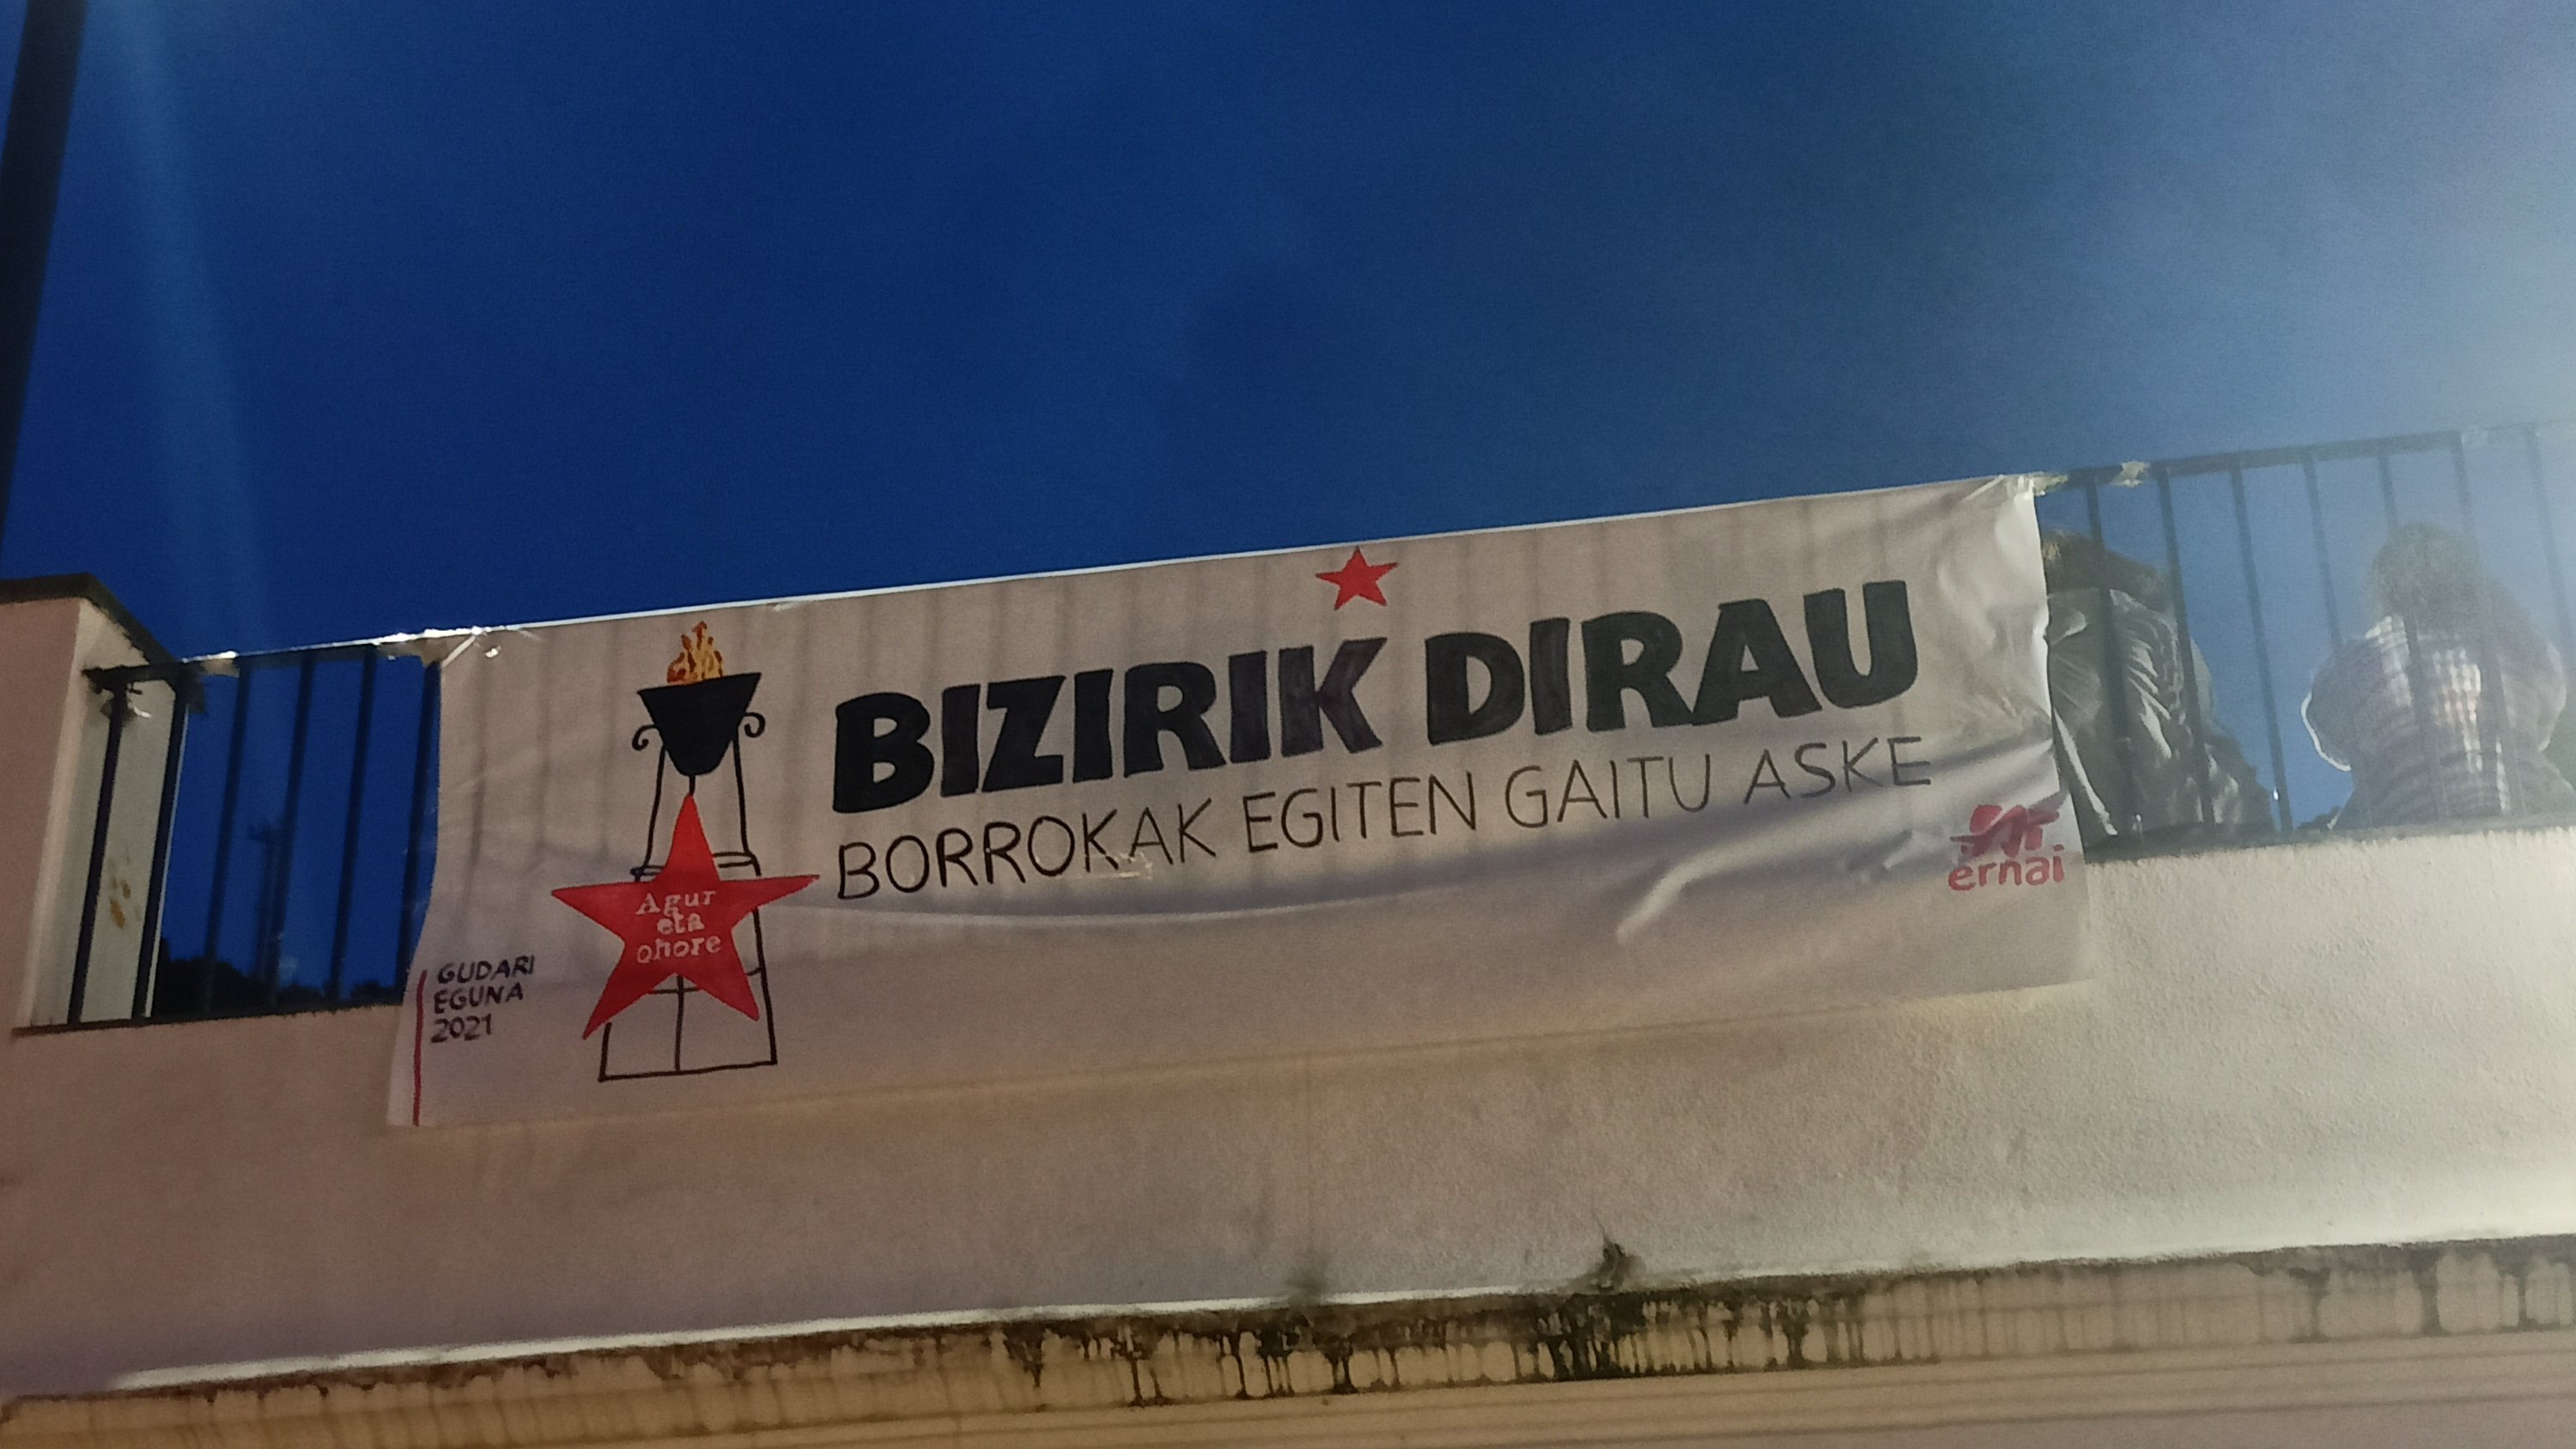 BIZIRIK DIRAU
BORROKAK EGITEN GAITU ASKE
Agur
eta
ohore
GUDARI
EGUNA
2021
ernai